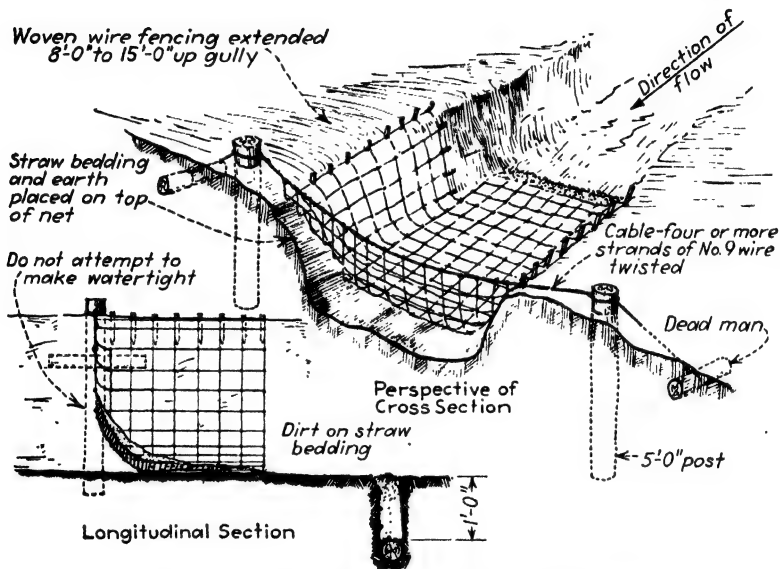 Woven wire fencing extended
8'-0" to 15'-0" up gully
Direction of
flow
Straw bedding
and earth
placed on top
of net
Do not attempt to
make watertight
Cable-four or more
strands of No. 9 wire
twisted
Dead man
Perspective of
Cross Section
Dirt on straw
bedding
5'-0" post
1'-0"
Longitudinal Section